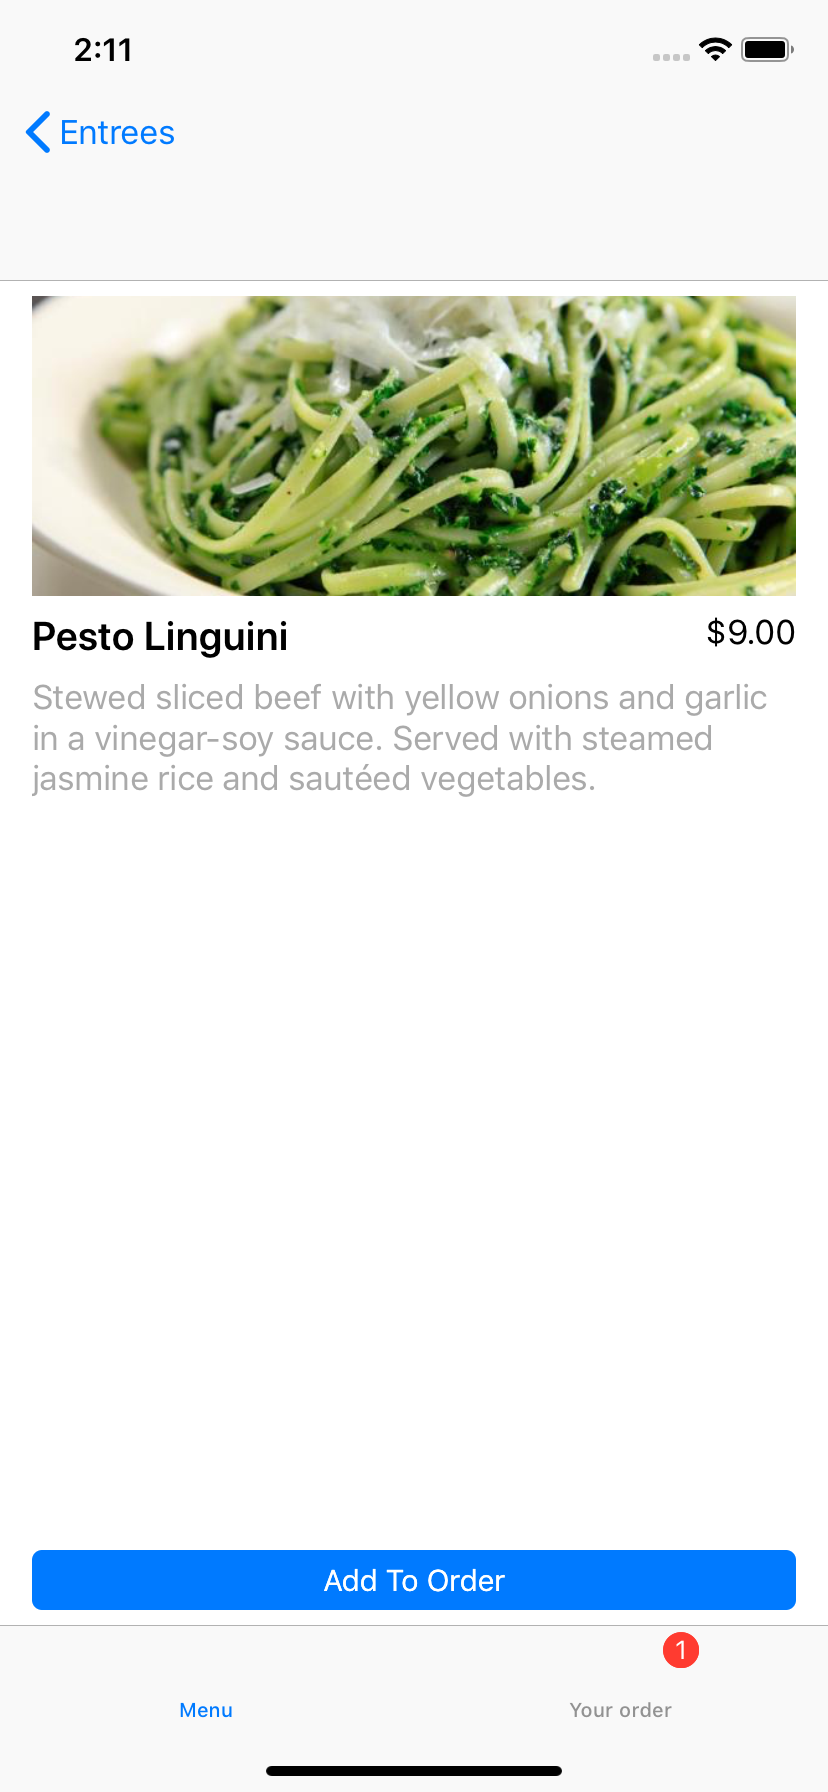 2:11
Entrees
Pesto Linguini
$9.00
Stewed sliced beef with yellow onions and garlic
in a vinegar-soy sauce. Served with steamed
jasmine rice and sautéed vegetables.
Add To Order
1
Menu
Your order